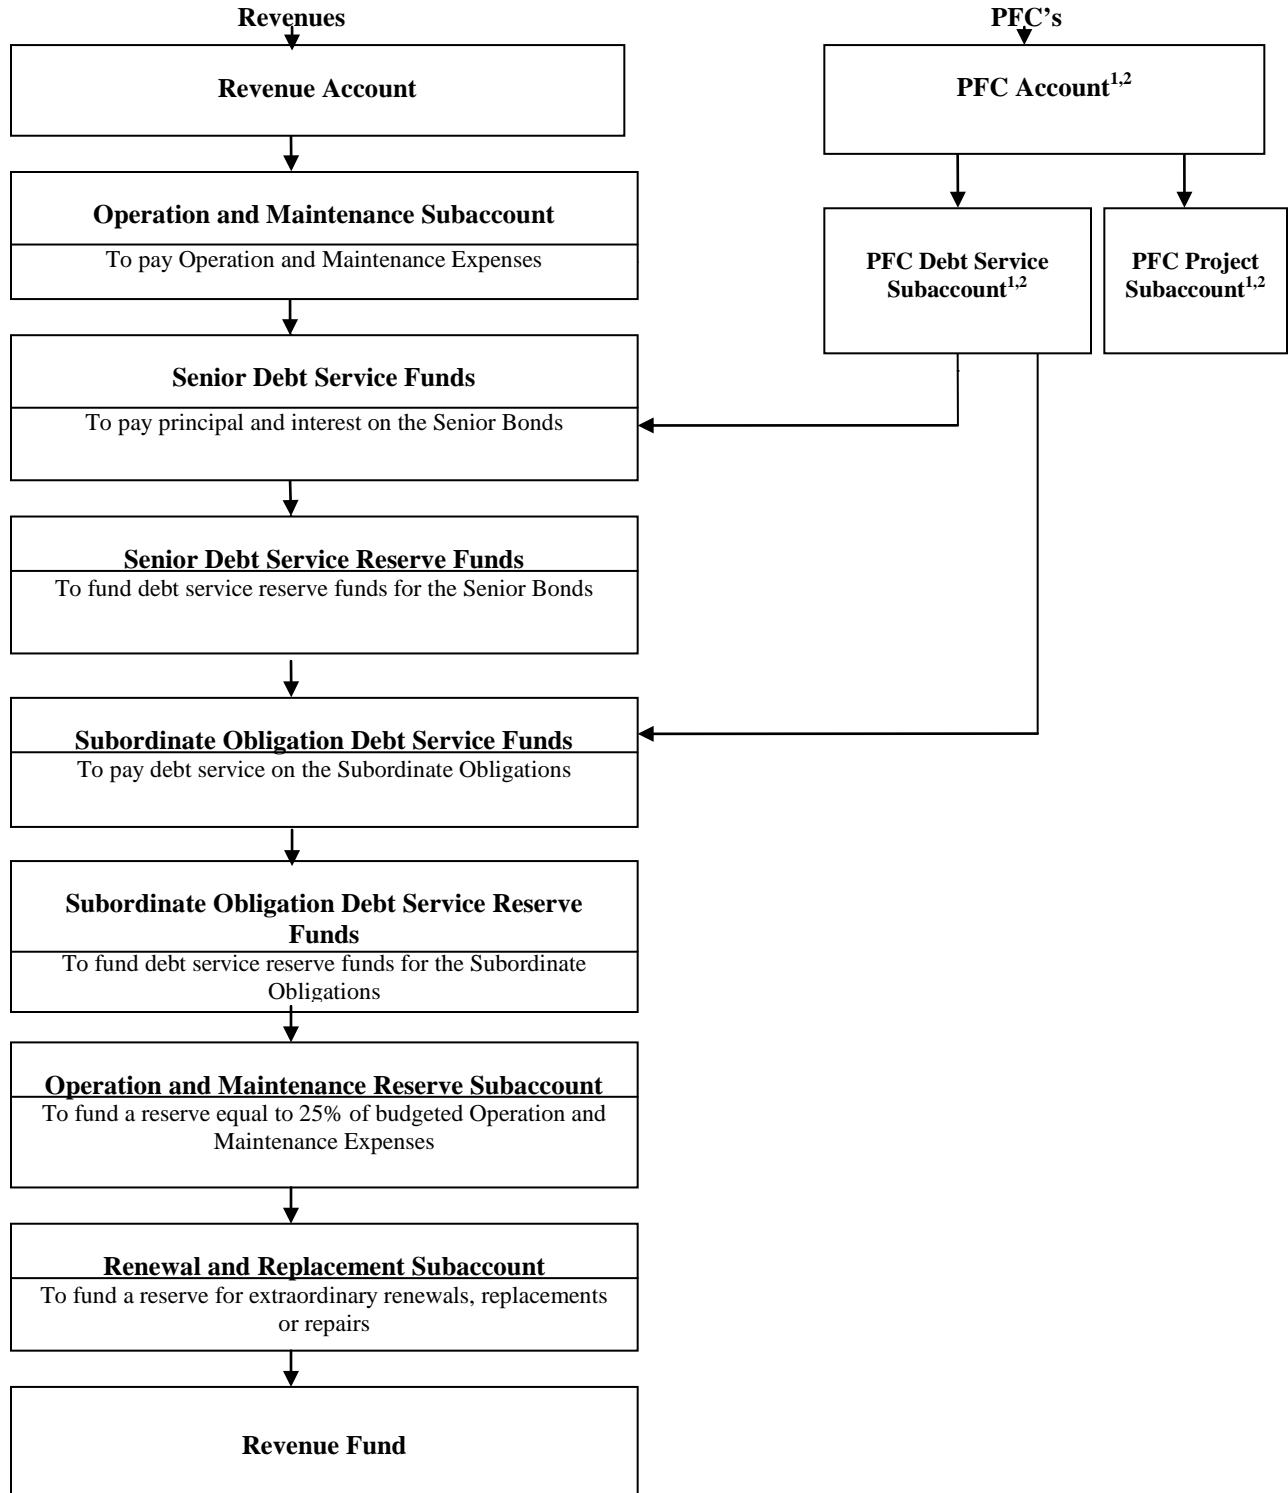 Revenues
Revenue Account
Operation and Maintenance Subaccount
To pay Operation and Maintenance Expenses
Senior Debt Service Funds
To pay principal and interest on the Senior Bonds
Senior Debt Service Reserve Funds
To fund debt service reserve funds for the Senior Bonds
Subordinate Obligation Debt Service Funds
To pay debt service on the Subordinate Obligations
Subordinate Obligation Debt Service Reserve
Funds
To fund debt service reserve funds for the Subordinate
Obligations
Operation and Maintenance Reserve Subaccount
To fund a reserve equal to 25% of budgeted Operation and
Maintenance Expenses
Renewal and Replacement Subaccount
To fund a reserve for extraordinary renewals, replacements
or repairs
Revenue Fund
PFC's
PFC Account1,2
PFC Debt Service
Subaccount1,2
PFC Project
Subaccount1,2